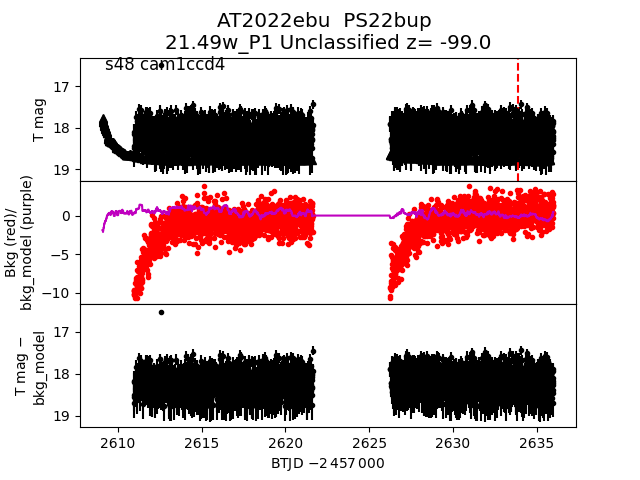 AT2022ebu PS22bup
21.49w_P1 Unclassified z= -99.0
s48 cam1ccd4
17
18
19
T mag
0
−5
−10
Bkg (red)/
bkg_model (purple)
17
18
19
T mag −
bkg_model
2610
2615
2620
2625
2630
2635
BTJD −2 457 000